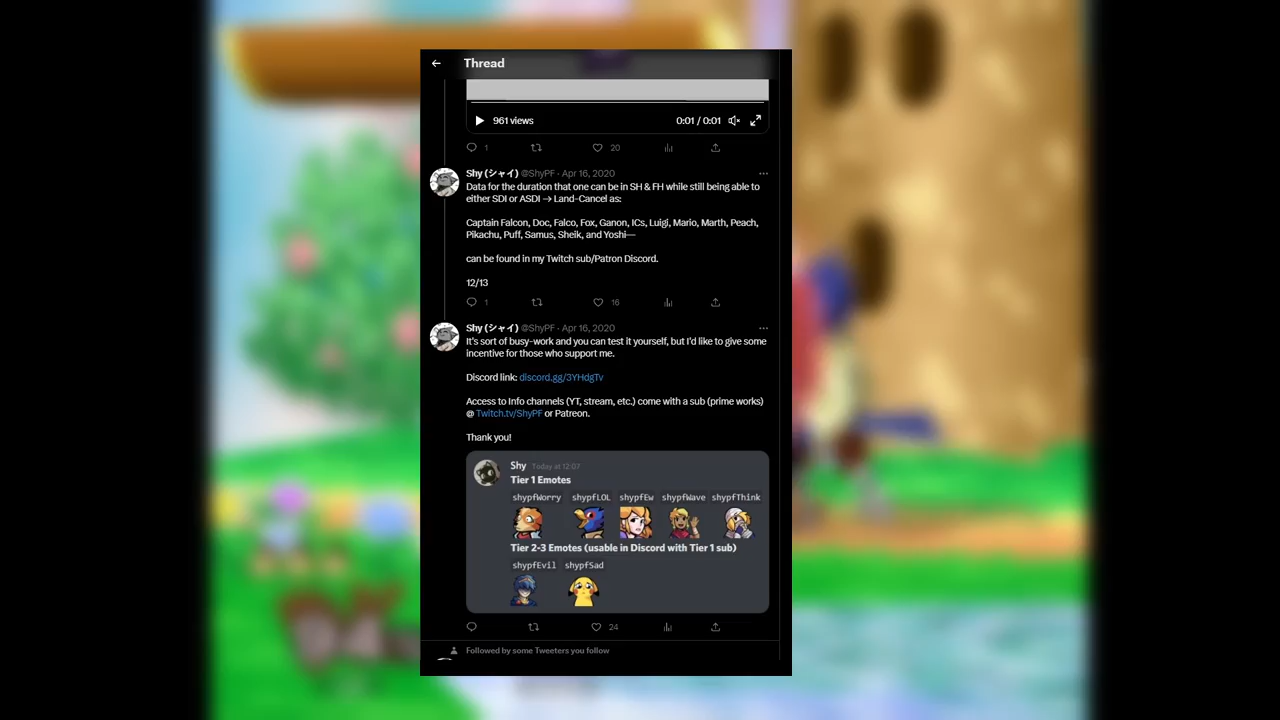 Thread
961 views
0:01 / 0:01
1
20
Shy (シャイ) @ShyPF · Apr 16, 2020
Data for the duration that one can be in SH & FH while still being able to
either SDI or ASDI → Land-Cancel as:
Captain Falcon, Doc, Falco, Fox, Ganon, ICs, Luigi, Mario, Marth, Peach,
Pikachu, Puff, Samus, Sheik, and Yoshi—
can be found in my Twitch sub/Patron Discord.
12/13
1
16
Shy (シャイ) @ShyPF · Apr 16, 2020
It's sort of busy-work and you can test it yourself, but I'd like to give some
incentive for those who support me.
Discord link: discord.gg/3YHdgTv
Access to Info channels (YT, stream, etc.) come with a sub (prime works)
@ Twitch.tv/ShyPF or Patreon.
Thank you!
Shy Today at 12:07
Tier 1 Emotes
shypfWorry shypfLOL shypfEw shypfWave shypfThink
Tier 2-3 Emotes (usable in Discord with Tier 1 sub)
shypfEvil shypfSad
24
Followed by some Tweeters you follow